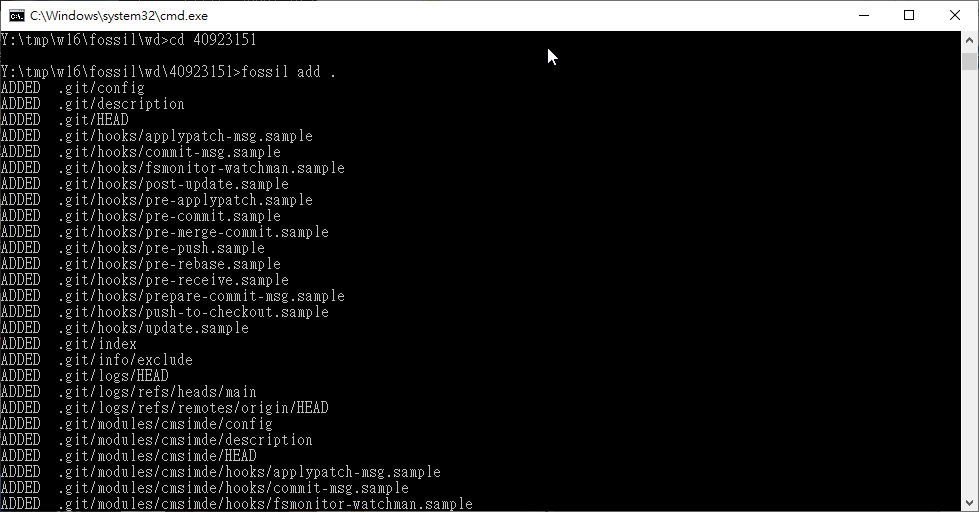 C:\Windows\system32\cmd.exe
Y:\tmp\w16\fossil\wd>cd 40923151
Y:\tmp\w16\fossil\wd\40923151>fossil add .
ADDED  .git/config
ADDED  .git/description
ADDED  .git/HEAD
ADDED  .git/hooks/applypatch-msg.sample
ADDED  .git/hooks/commit-msg.sample
ADDED  .git/hooks/fsmonitor-watchman.sample
ADDED  .git/hooks/post-update.sample
ADDED  .git/hooks/pre-applypatch.sample
ADDED  .git/hooks/pre-commit.sample
ADDED  .git/hooks/pre-merge-commit.sample
ADDED  .git/hooks/pre-push.sample
ADDED  .git/hooks/pre-rebase.sample
ADDED  .git/hooks/pre-receive.sample
ADDED  .git/hooks/prepare-commit-msg.sample
ADDED  .git/hooks/push-to-checkout.sample
ADDED  .git/hooks/update.sample
ADDED  .git/index
ADDED  .git/info/exclude
ADDED  .git/logs/HEAD
ADDED  .git/logs/refs/heads/main
ADDED  .git/logs/refs/remotes/origin/HEAD
ADDED  .git/modules/cmsimde/config
ADDED  .git/modules/cmsimde/description
ADDED  .git/modules/cmsimde/HEAD
ADDED  .git/modules/cmsimde/hooks/applypatch-msg.sample
ADDED  .git/modules/cmsimde/hooks/commit-msg.sample
ADDED  .git/modules/cmsimde/hooks/fsmonitor-watchman.sample